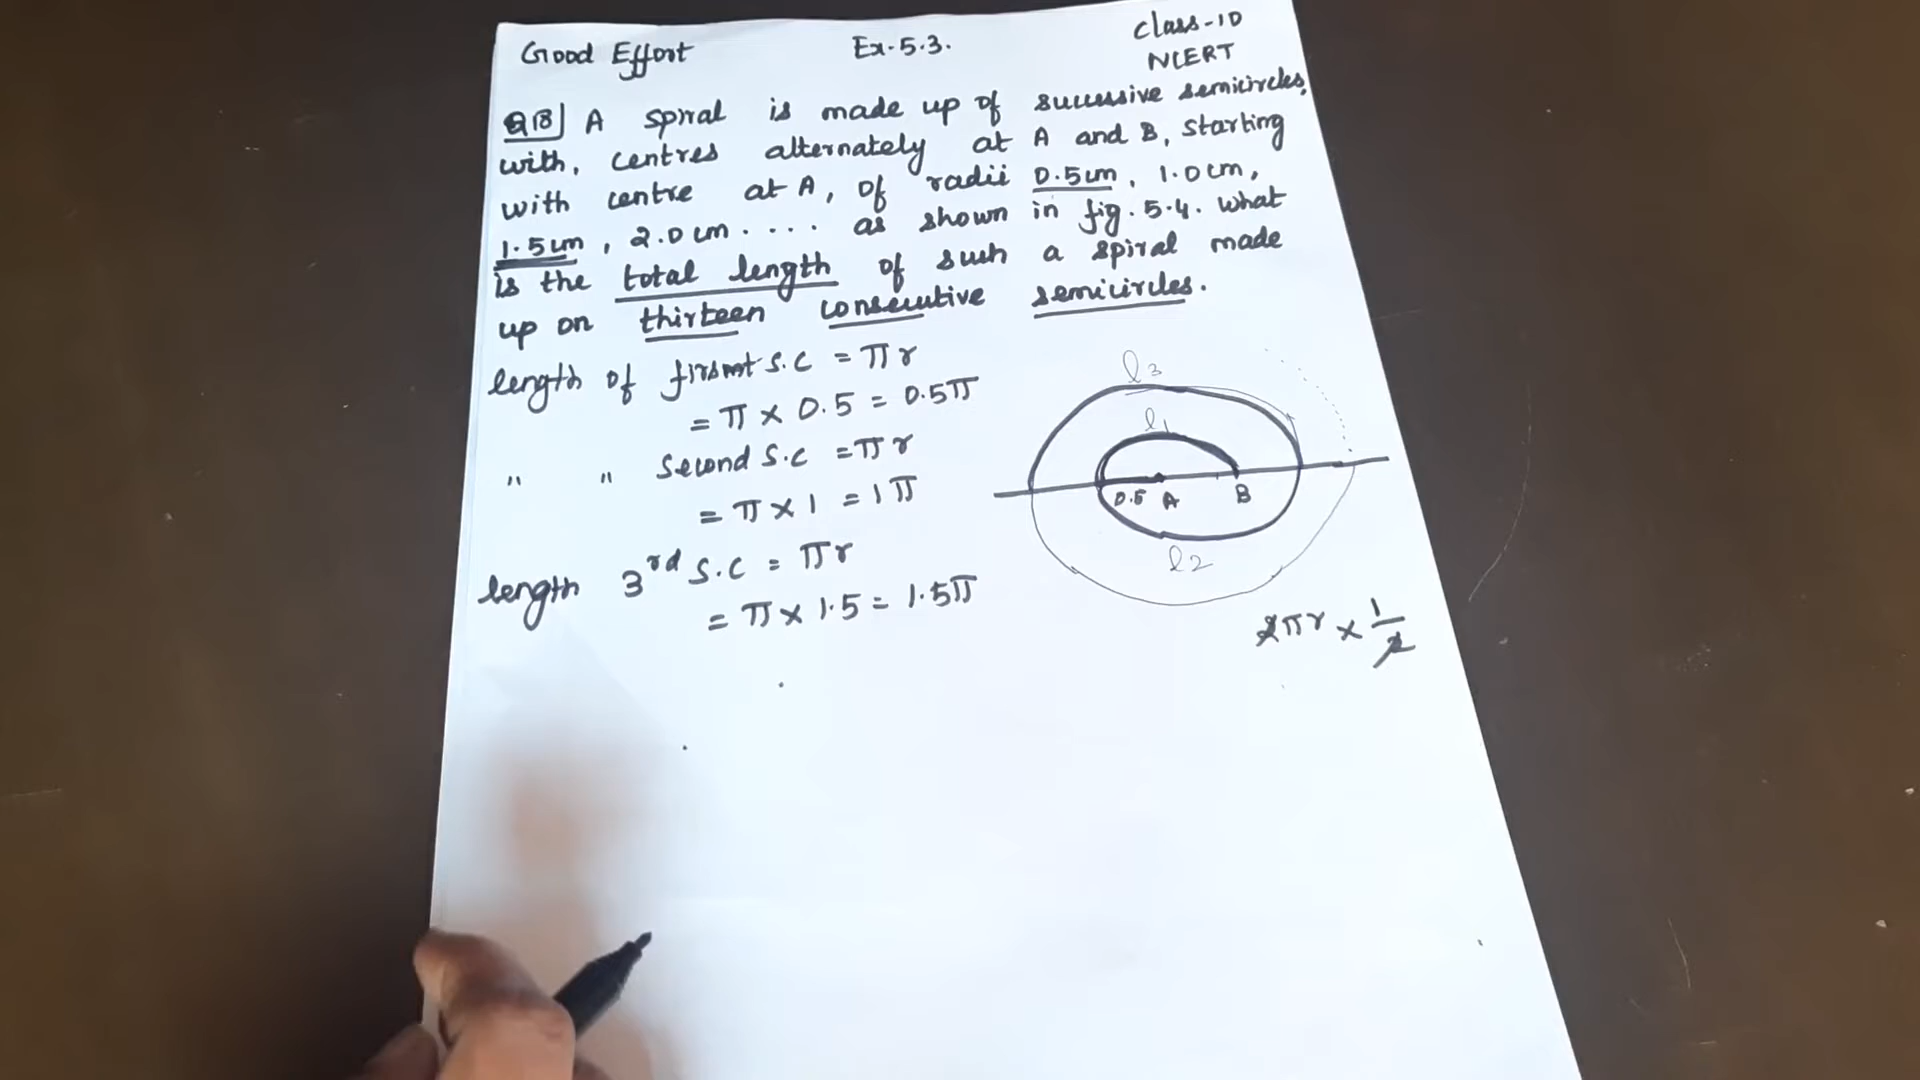 Good Effort Ex-5.3. Class-10
NCERT
Q18] A spiral is made up of successive semicircles,
with, centres alternately at A and B, starting
with centre at A, of radii 0.5cm, 1.0cm,
1.5cm, 2.0cm.... as shown in fig. 5.4. what
is the total length of such a spiral made
up on thirteen consecutive semicircles.
length of first S.C = πr
= π × 0.5 = 0.5π
" " Second S.C = πr
= π × 1 = 1π
length 3rd S.C = πr
= π × 1.5 = 1.5π
l3
l1
0.5 A B
l2
2πr × 1/2